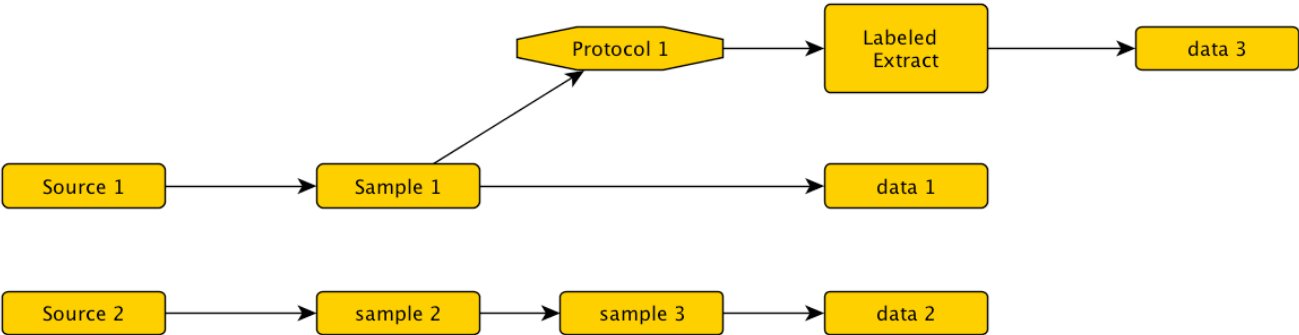 Protocol 1
Labeled
Extract
data 3
Source 1
Sample 1
data 1
Source 2
sample 2
sample 3
data 2